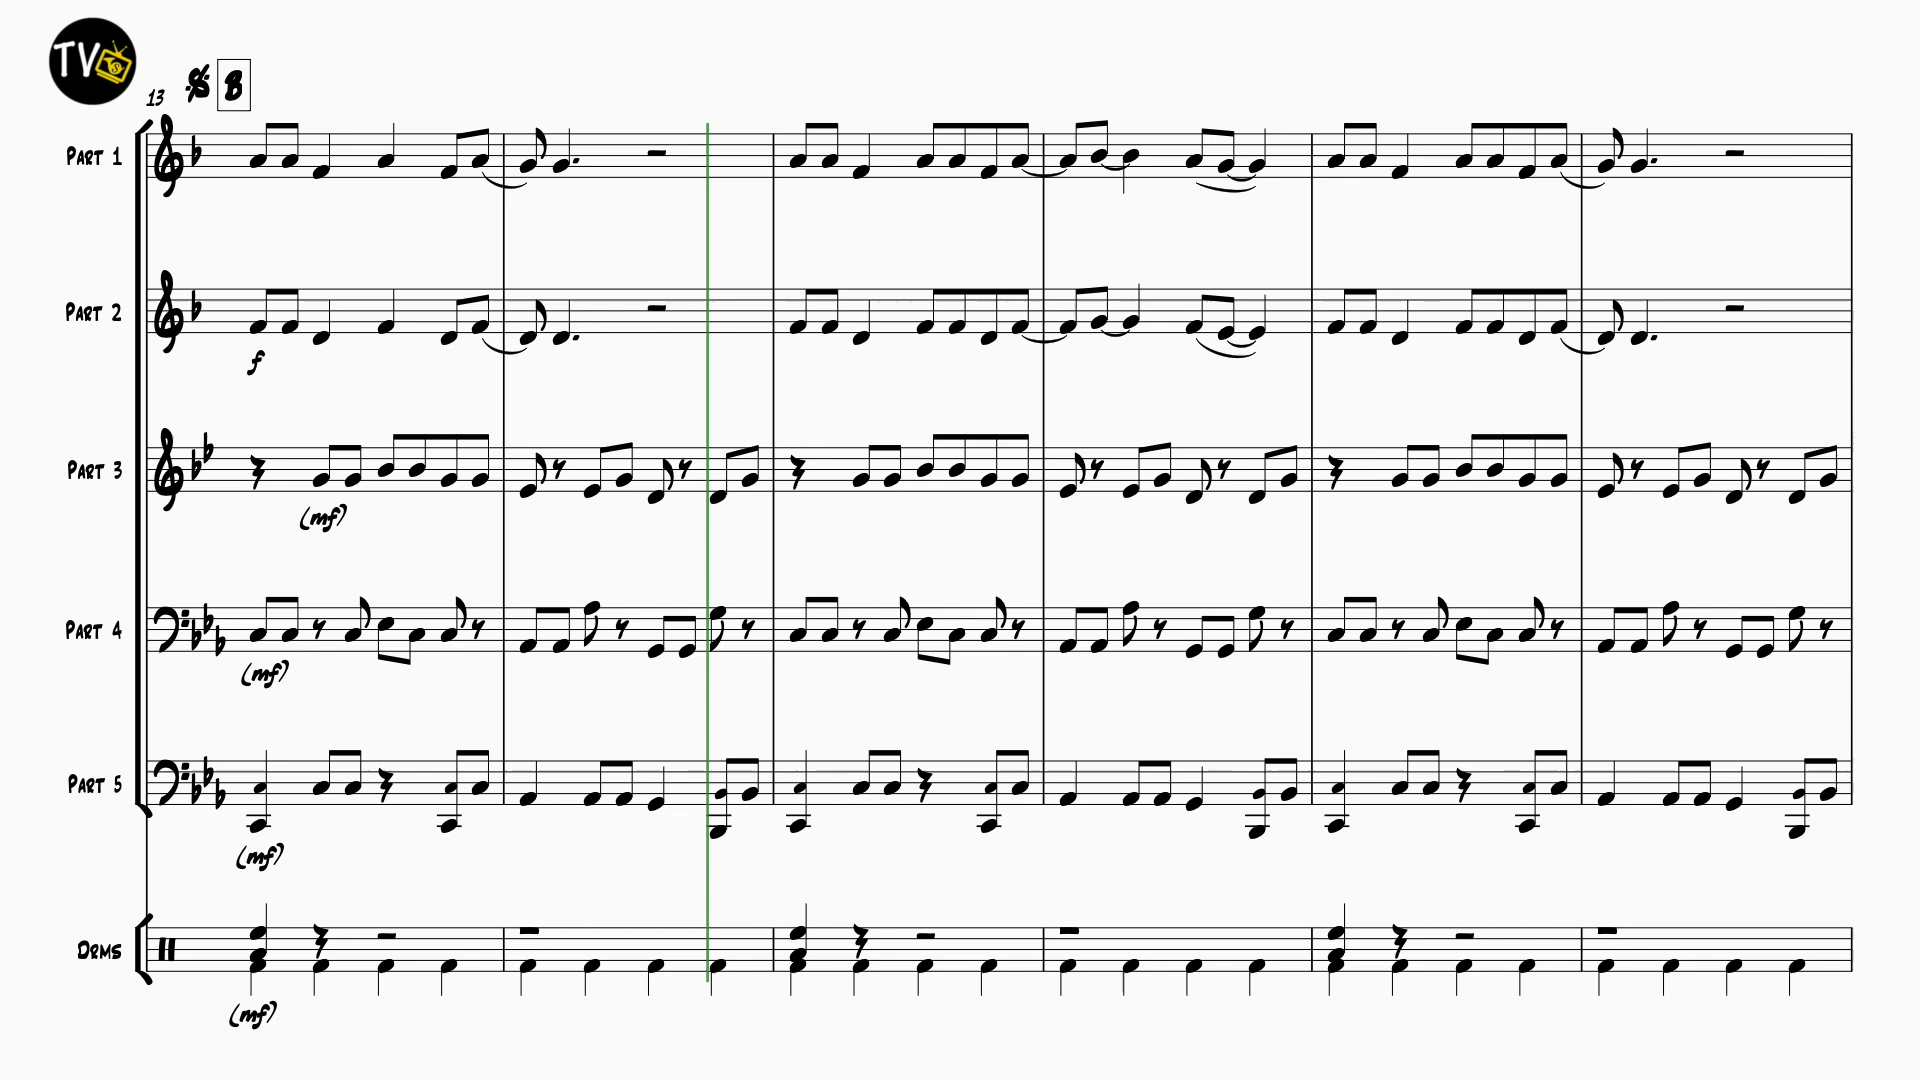 TV$
13 B
Part 1
Part 2
f
Part 3
(mf)
Part 4
(mf)
Part 5
(mf)
Drms
(mf)